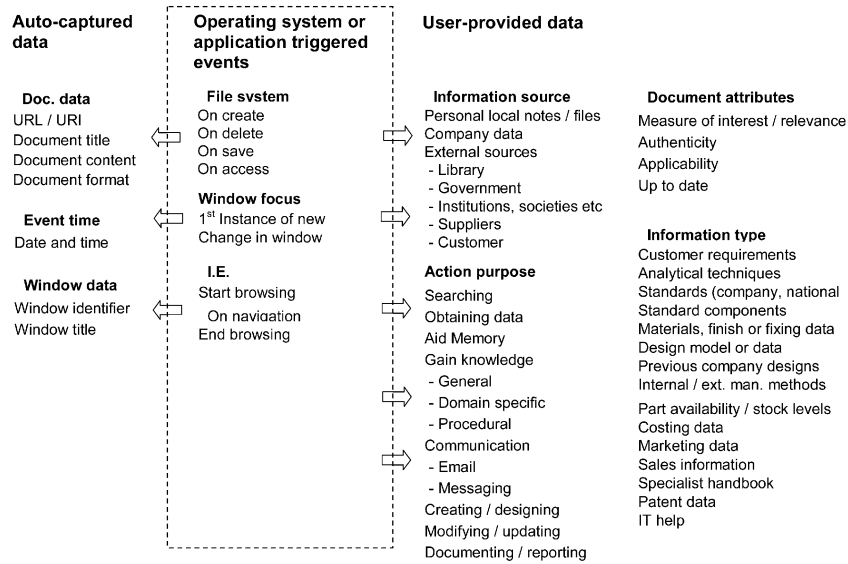 Auto-captured
data
Doc. data
URL / URI
Document title
Document content
Document format
Event time
Date and time
Window data
Window identifier
Window title
Operating system or
application triggered
events
File system
On create
On delete
On save
On access
Window focus
1st Instance of new
Change in window
I.E.
Start browsing
On navigation
End browsing
User-provided data
Information source
Personal local notes / files
Company data
External sources
- Library
- Government
- Institutions, societies etc
- Suppliers
- Customer
Action purpose
Searching
Obtaining data
Aid Memory
Gain knowledge
- General
- Domain specific
- Procedural
Communication
- Email
- Messaging
Creating / designing
Modifying / updating
Documenting / reporting
Document attributes
Measure of interest / relevance
Authenticity
Applicability
Up to date
Information type
Customer requirements
Analytical techniques
Standards (company, national
Standard components
Materials, finish or fixing data
Design model or data
Previous company designs
Internal / ext. man. methods
Part availability / stock levels
Costing data
Marketing data
Sales information
Specialist handbook
Patent data
IT help